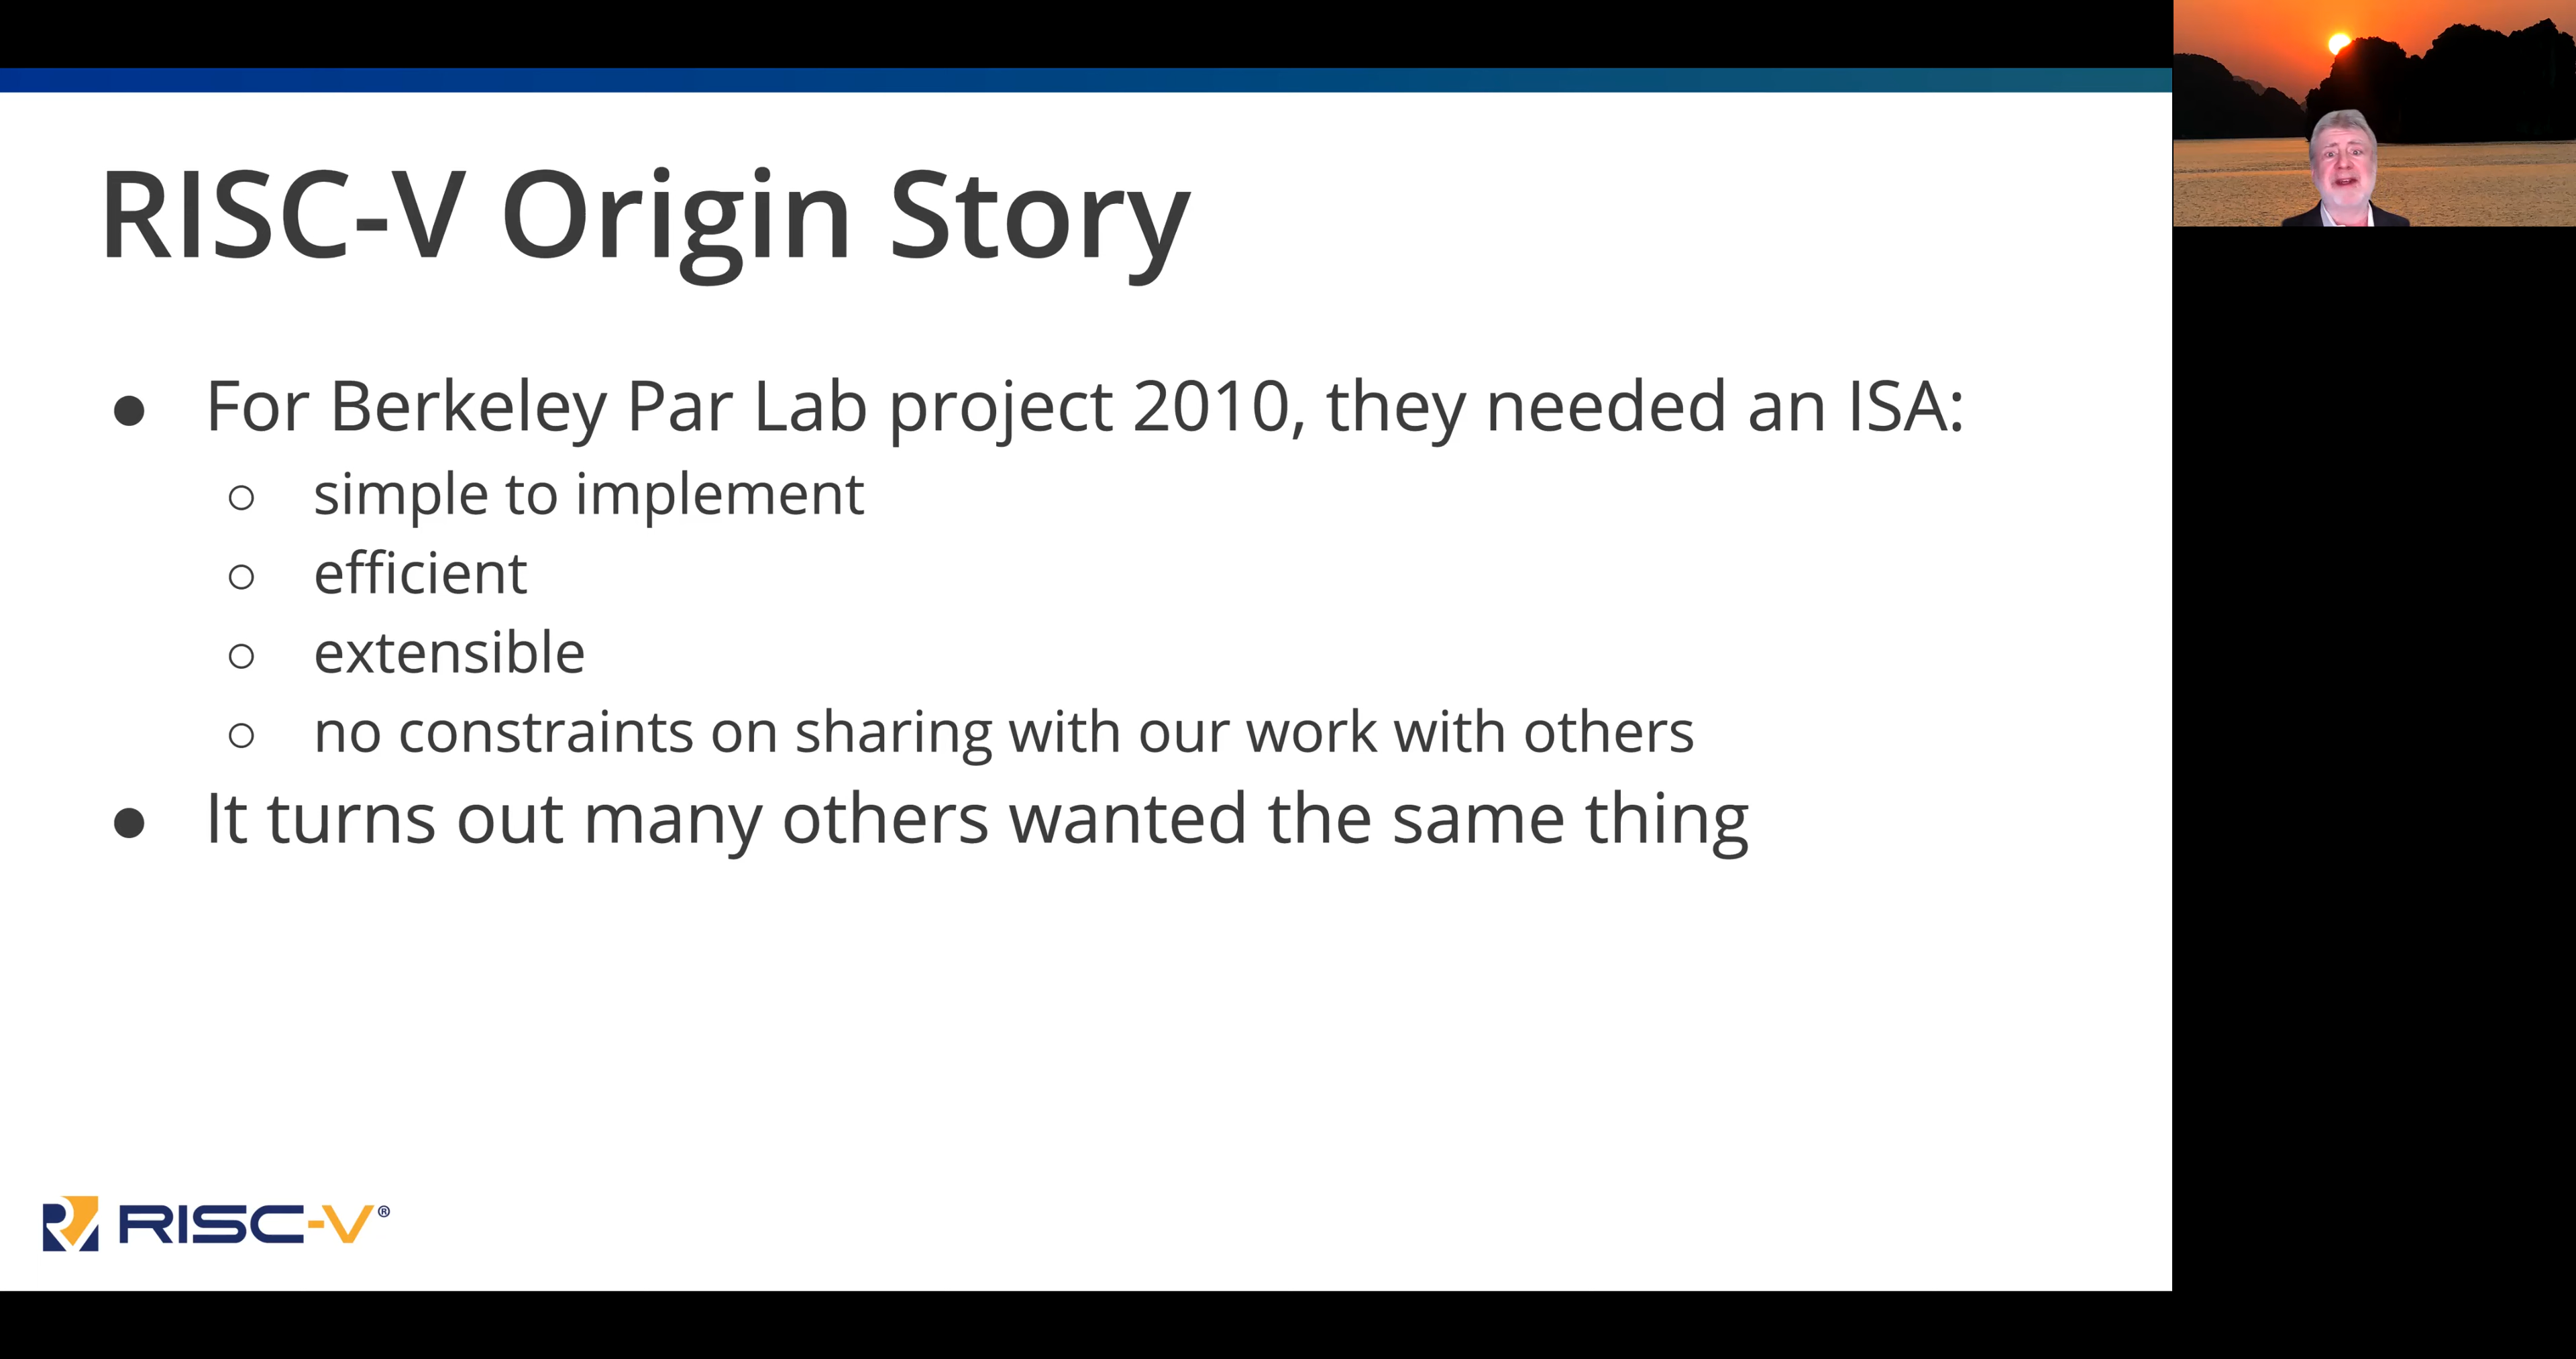 RISC-V Origin Story
● For Berkeley Par Lab project 2010, they needed an ISA:
○ simple to implement
○ efficient
○ extensible
○ no constraints on sharing with our work with others
● It turns out many others wanted the same thing
RISC-V®